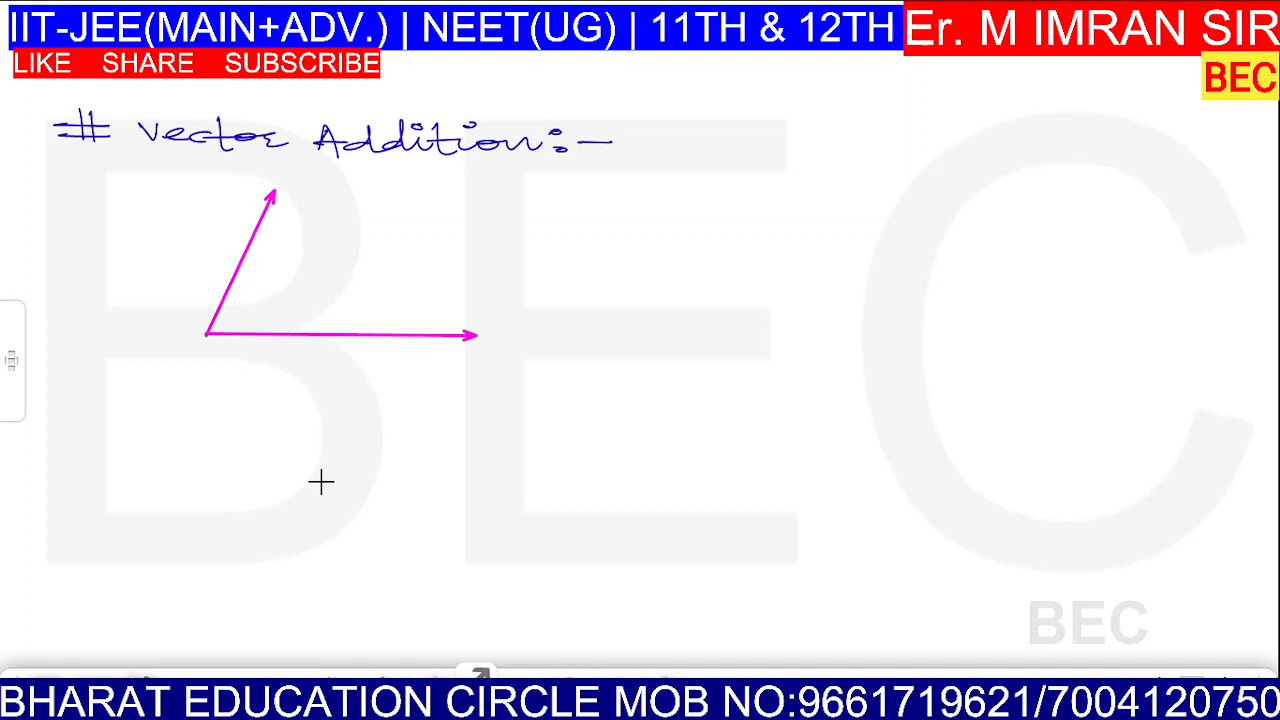 IIT-JEE(MAIN+ADV.) | NEET(UG) | 11TH & 12TH Er. M IMRAN SIR
LIKE SHARE SUBSCRIBE
BEC
# Vector Addition:-
BEC
BEC
BHARAT EDUCATION CIRCLE MOB NO:9661719621/7004120750